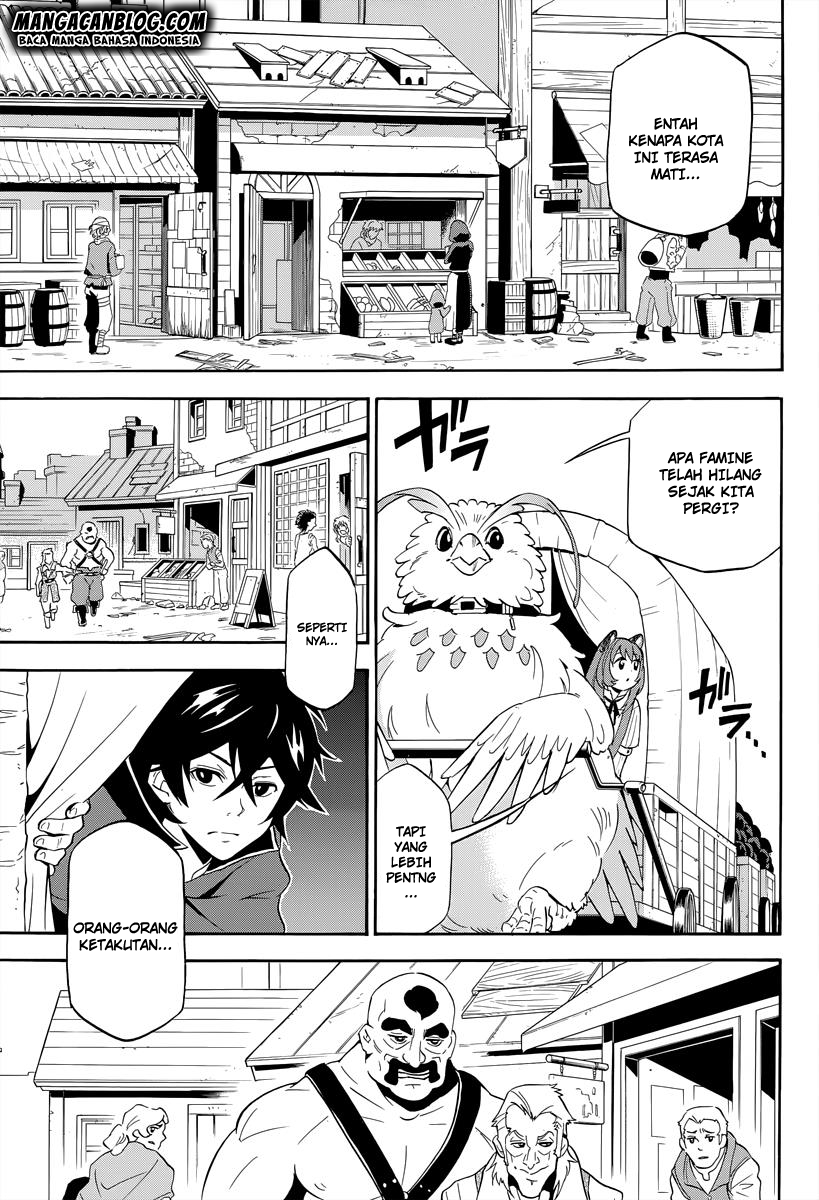 MANGACANBLOG.COM
BACA MANGA BAHASA INDONESIA
ENTAH
KENAPA KOTA
INI TERASA
MATI...
APA FAMINE
TELAH HILANG
SEJAK KITA
PERGI?
ガラ
SEPERTI
NYA...
ガラ...
TAPI
YANG
LEBIH
PENTNG
...
ORANG-ORANG
KETAKUTAN...